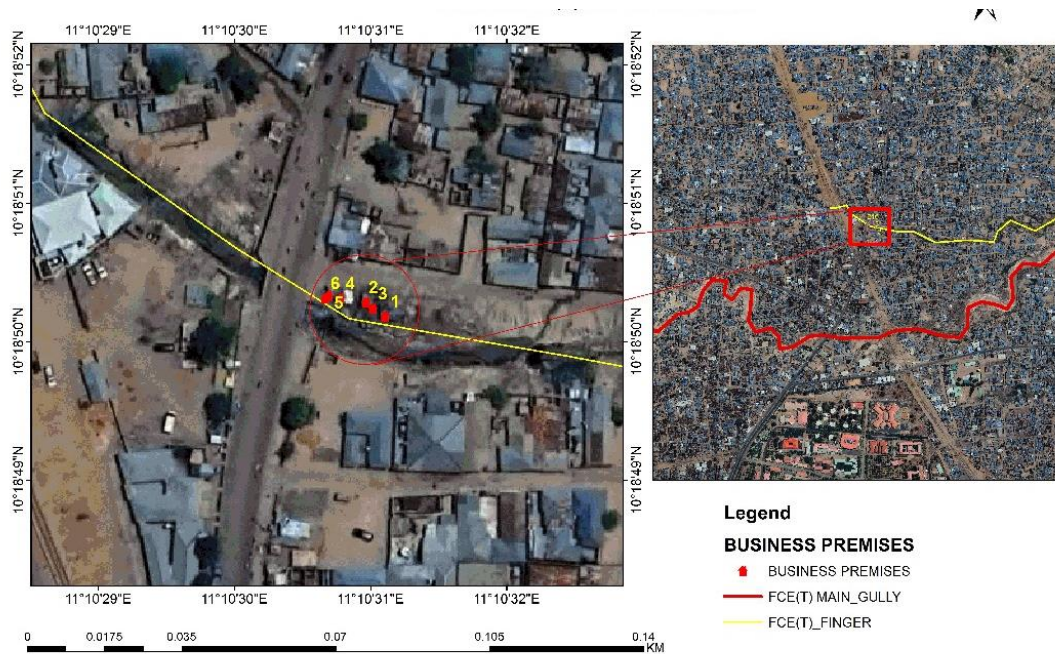 11°10'29"E 11°10'30"E 11°10'31"E 11°10'32"E
10°18'52"N 10°18'52"N
10°18'51"N 10°18'51"N
6 4 2
5 3 1
10°18'50"N 10°18'50"N
10°18'49"N 10°18'49"N
11°10'29"E 11°10'30"E 11°10'31"E 11°10'32"E
0 0.0175 0.035 0.07 0.105 0.14
KM
Legend
BUSINESS PREMISES
BUSINESS PREMISES
FCE(T) MAIN_GULLY
FCE(T)_FINGER